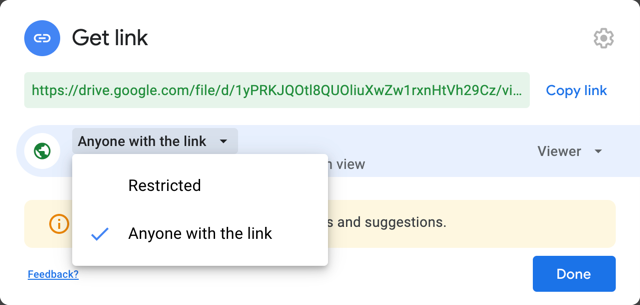 Get link
https://drive.google.com/file/d/1yPRKJQOtl8QUOliuXwZw1rxnHtVh29Cz/vi…
Copy link
Anyone with the link
view
Viewer
Restricted
and suggestions.
Anyone with the link
Feedback?
Done